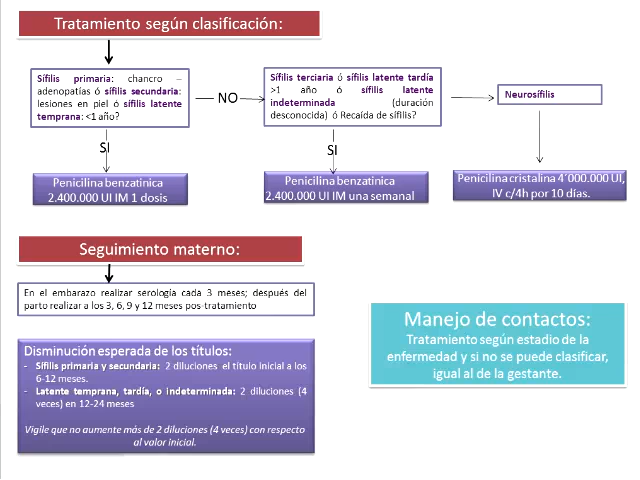 Tratamiento según clasificación:
Sífilis primaria: chancro –
adenopatías ó sífilis secundaria:
lesiones en piel ó sífilis latente
temprana: <1 año?
NO
Sífilis terciaria ó sífilis latente tardía
>1 año ó sífilis latente
indeterminada (duración
desconocida) ó Recaída de sífilis?
Neurosífilis
SI
SI
Penicilina benzatinica
2.400.000 UI IM 1 dosis
Penicilina benzatinica
2.400.000 UI IM una semanal
Penicilina cristalina 4´000.000 UI,
IV c/4h por 10 días.
Seguimiento materno:
En el embarazo realizar serología cada 3 meses; después del
parto realizar a los 3, 6, 9 y 12 meses pos-tratamiento
Disminución esperada de los títulos:
- Sífilis primaria y secundaria: 2 diluciones el título inicial a los
6-12 meses.
- Latente temprana, tardía, o indeterminada: 2 diluciones (4
veces) en 12-24 meses
Vigile que no aumente más de 2 diluciones (4 veces) con respecto
al valor inicial.
Manejo de contactos:
Tratamiento según estadio de la
enfermedad y si no se puede clasificar,
igual al de la gestante.